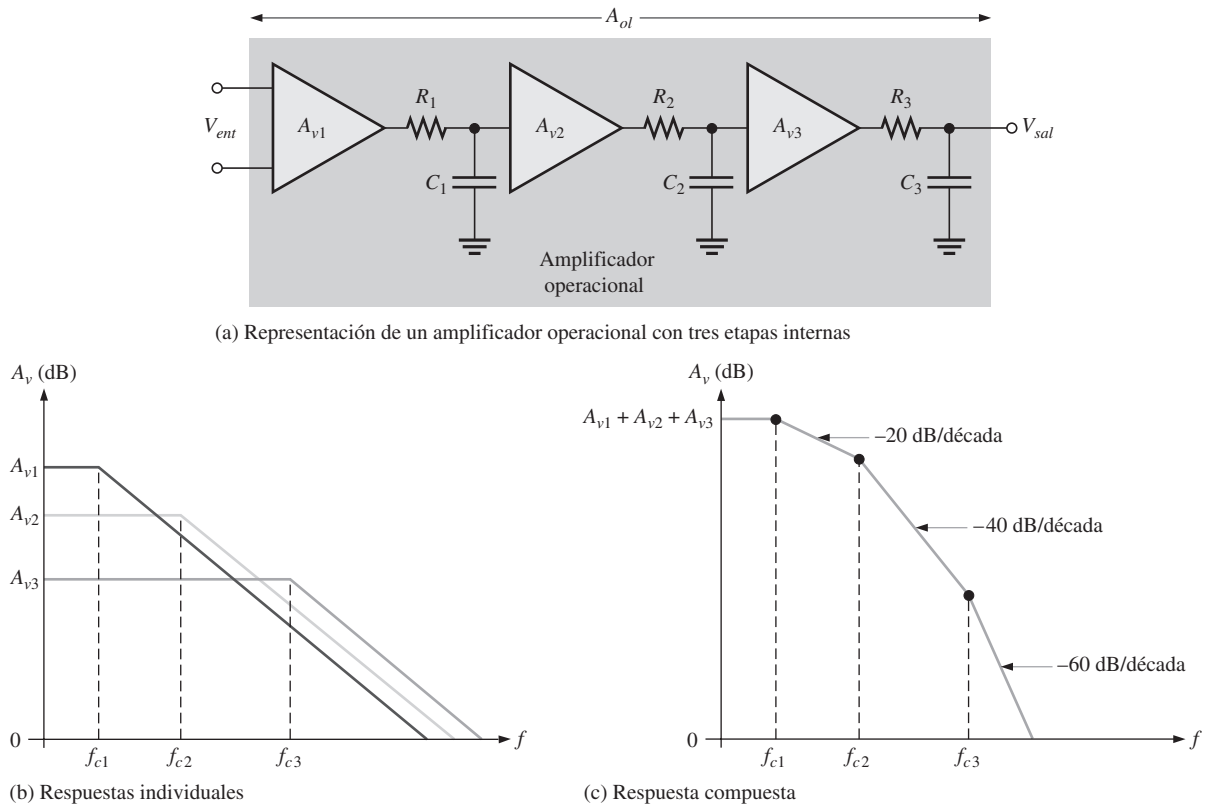 A_ol
R_1
R_2
R_3
V_ent
A_v1
A_v2
A_v3
V_sal
C_1
C_2
C_3
Amplificador
operacional
(a) Representación de un amplificador operacional con tres etapas internas
A_v (dB)
A_v1
A_v2
A_v3
0
f_c1
f_c2
f_c3
f
(b) Respuestas individuales
A_v (dB)
A_v1 + A_v2 + A_v3
–20 dB/década
–40 dB/década
–60 dB/década
0
f_c1
f_c2
f_c3
f
(c) Respuesta compuesta